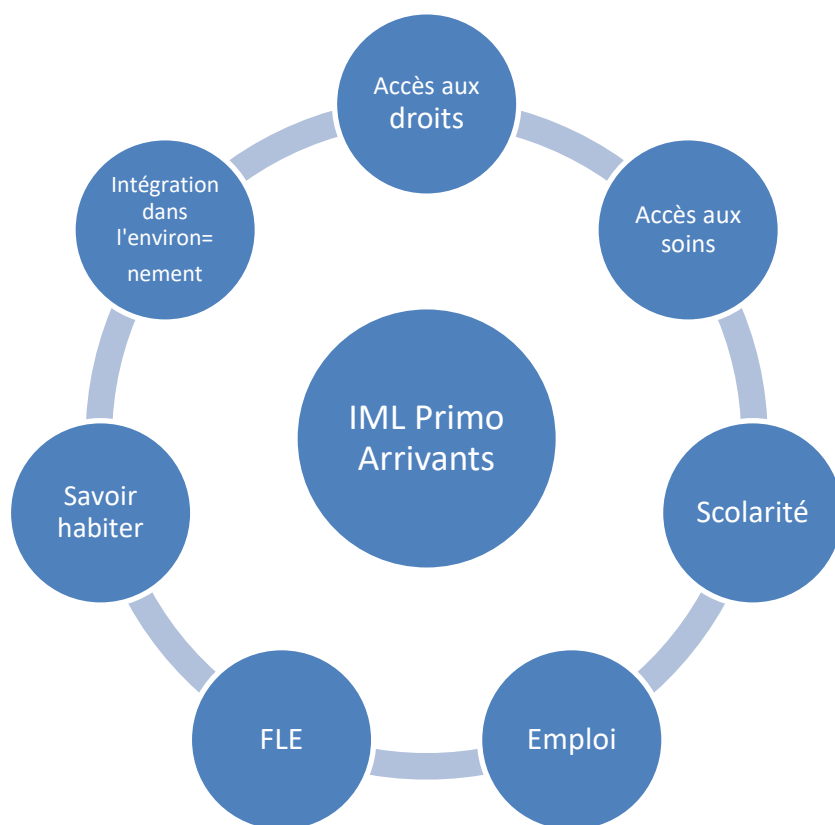 Accès aux
droits
Accès aux
soins
Scolarité
Emploi
FLE
Savoir
habiter
Intégration
dans
l'environ=
nement
IML Primo
Arrivants